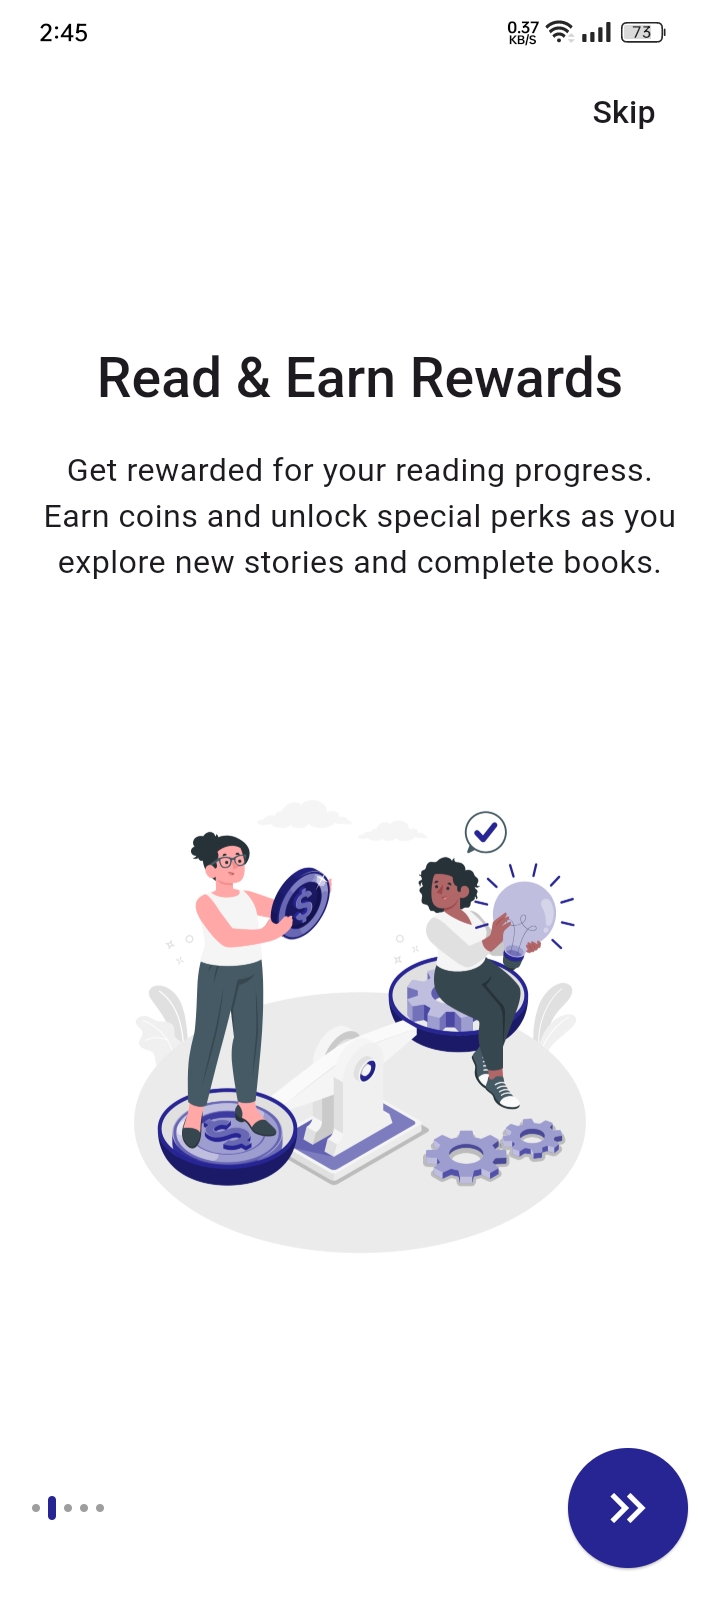 2:45
0.37
KB/S
73
Skip
Read & Earn Rewards
Get rewarded for your reading progress.
Earn coins and unlock special perks as you
explore new stories and complete books.
$
$